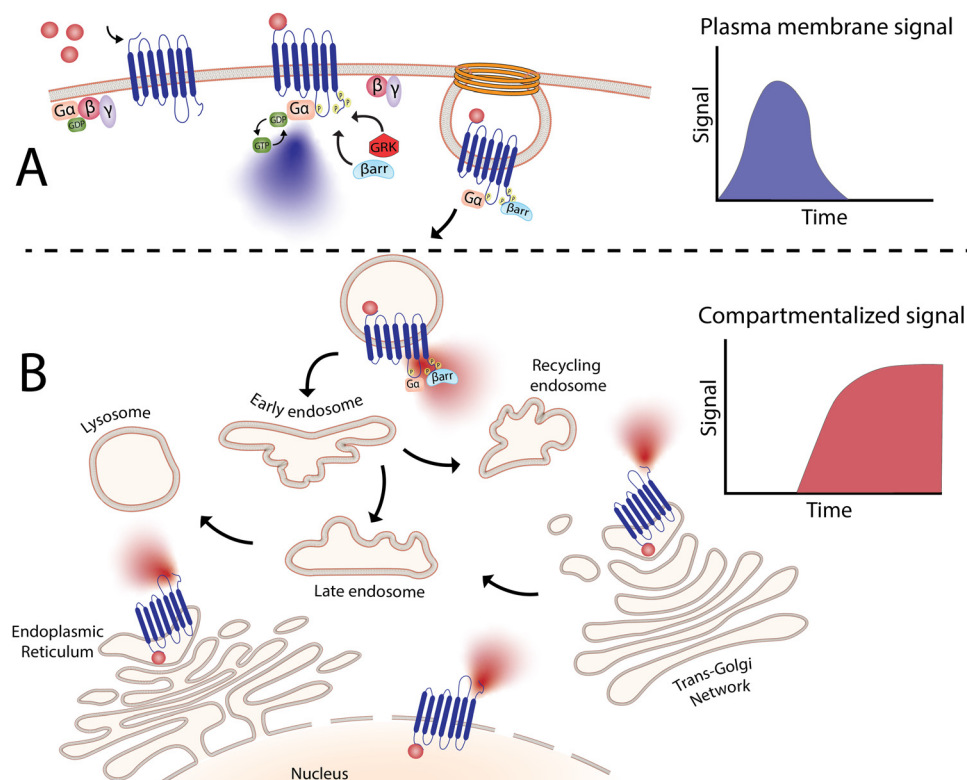 Plasma membrane signal
Signal
Time
A
Gα
β
γ
GDP
GTP
GDP
Gα
P
P
P
P
β
γ
GRK
βarr
Gα
P
P
P
P
βarr
B
Compartmentalized signal
Signal
Time
P
P
P
P
Gα
βarr
Lysosome
Early endosome
Recycling
endosome
Late endosome
Endoplasmic
Reticulum
Trans-Golgi
Network
Nucleus